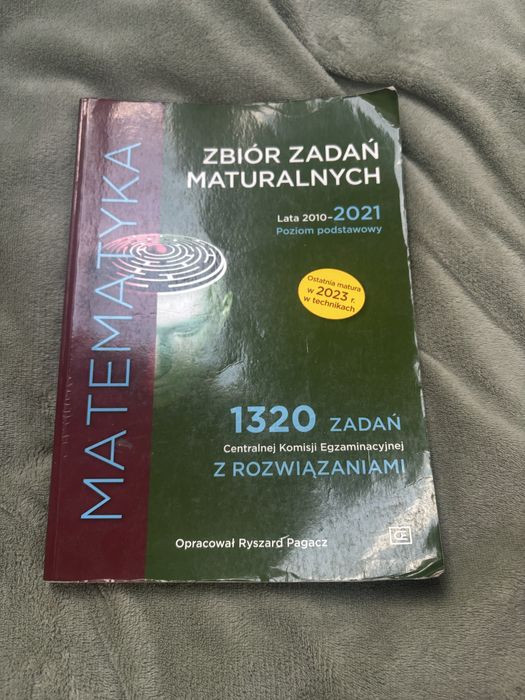 MATEMATYKA
ZBIÓR ZADAŃ
MATURALNYCH
Lata 2010–2021
Poziom podstawowy
Ostatnia matura
w 2023 r.
w technikach
1320 ZADAŃ
Centralnej Komisji Egzaminacyjnej
Z ROZWIĄZANIAMI
Opracował Ryszard Pagacz